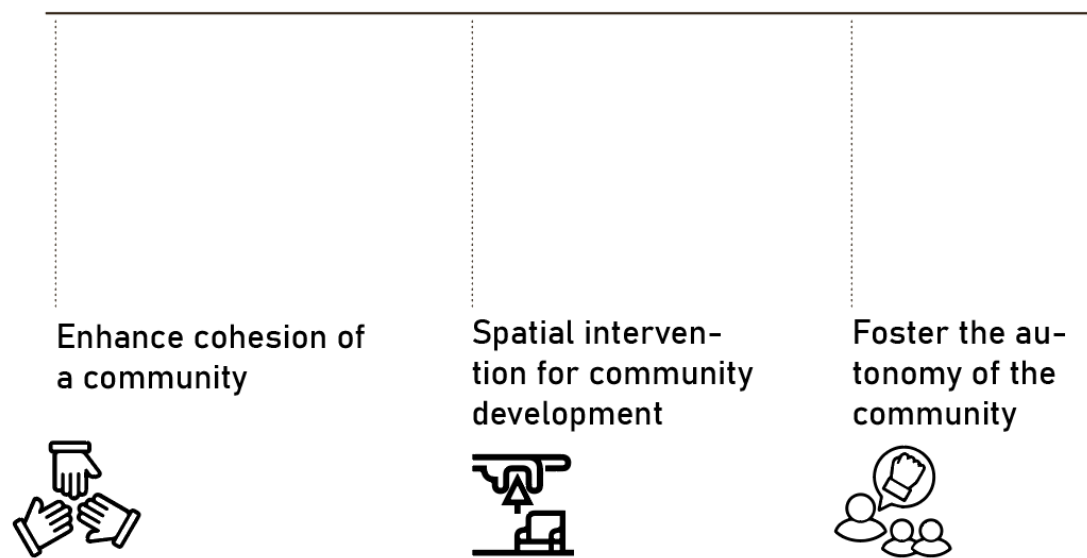 Enhance cohesion of
a community
Spatial interven-
tion for community
development
Foster the au-
tonomy of the
community